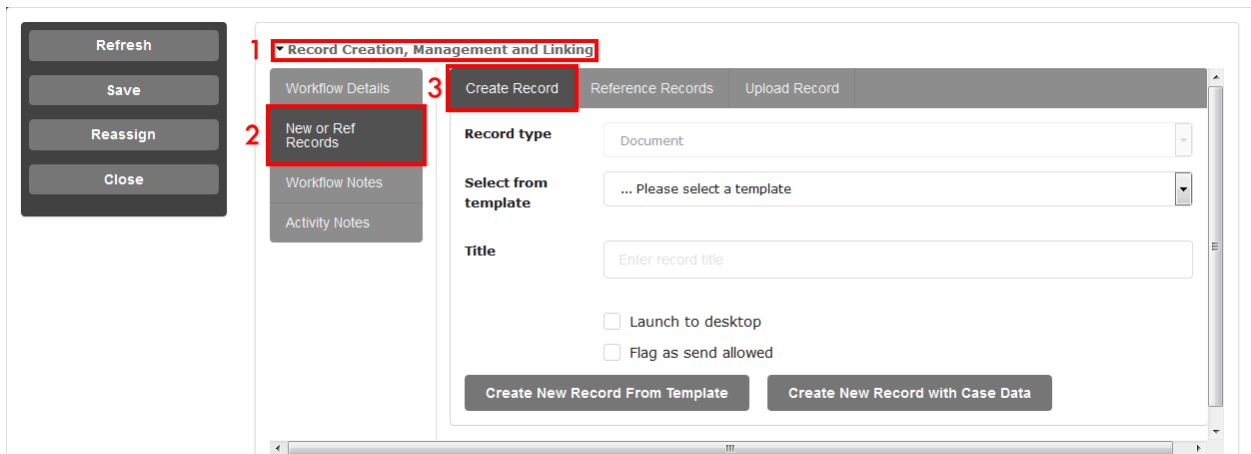 Refresh
Save
Reassign
Close
1 Record Creation, Management and Linking
Workflow Details
2 New or Ref
Records
Workflow Notes
Activity Notes
3 Create Record Reference Records Upload Record
Record type Document
Select from
template ... Please select a template
Title Enter record title
Launch to desktop
Flag as send allowed
Create New Record From Template Create New Record with Case Data